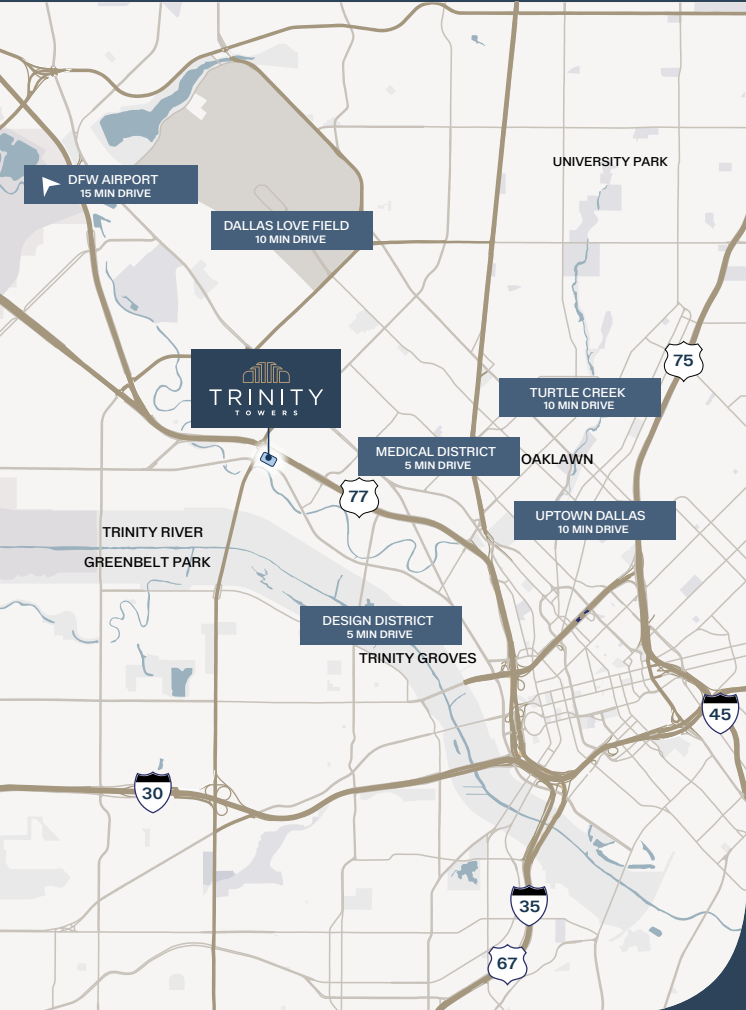 UNIVERSITY PARK
DFW AIRPORT
15 MIN DRIVE
DALLAS LOVE FIELD
10 MIN DRIVE
75
TRINITY
TOWERS
TURTLE CREEK
10 MIN DRIVE
MEDICAL DISTRICT
5 MIN DRIVE
OAKLAWN
77
UPTOWN DALLAS
10 MIN DRIVE
TRINITY RIVER
GREENBELT PARK
DESIGN DISTRICT
5 MIN DRIVE
TRINITY GROVES
45
30
35
67